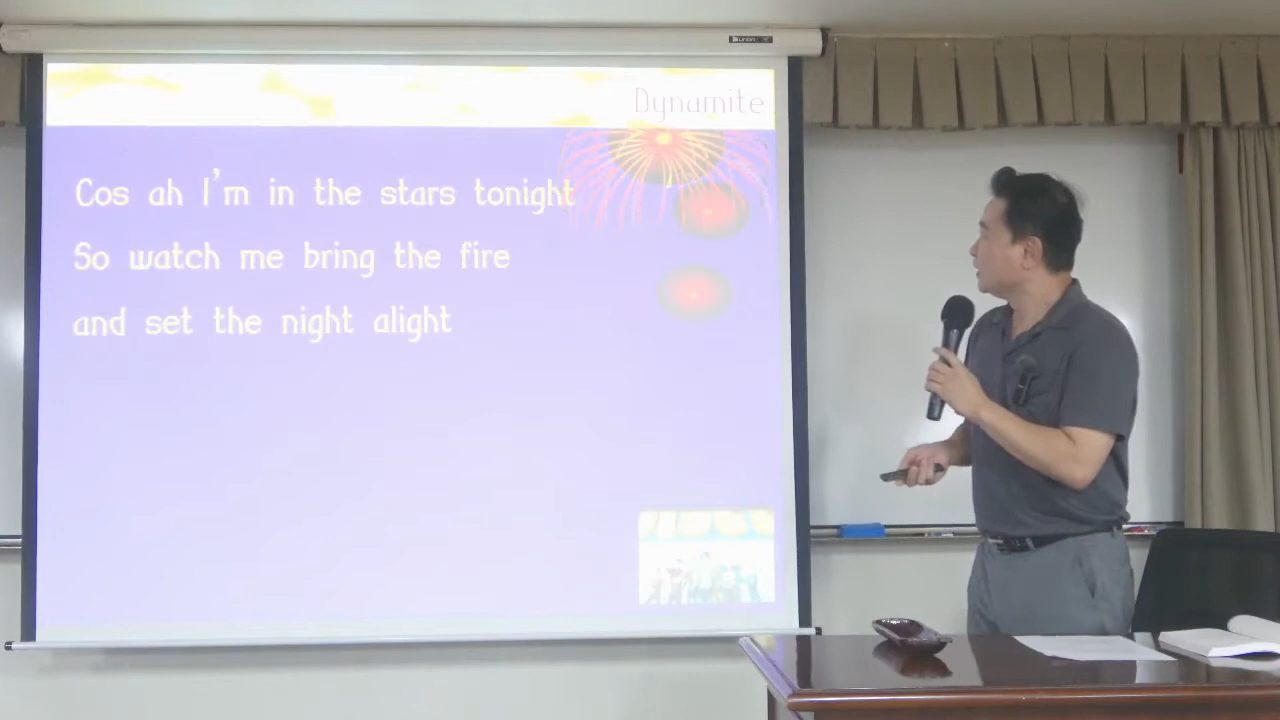 Dynamite
Cos ah I'm in the stars tonight
So watch me bring the fire
and set the night alight